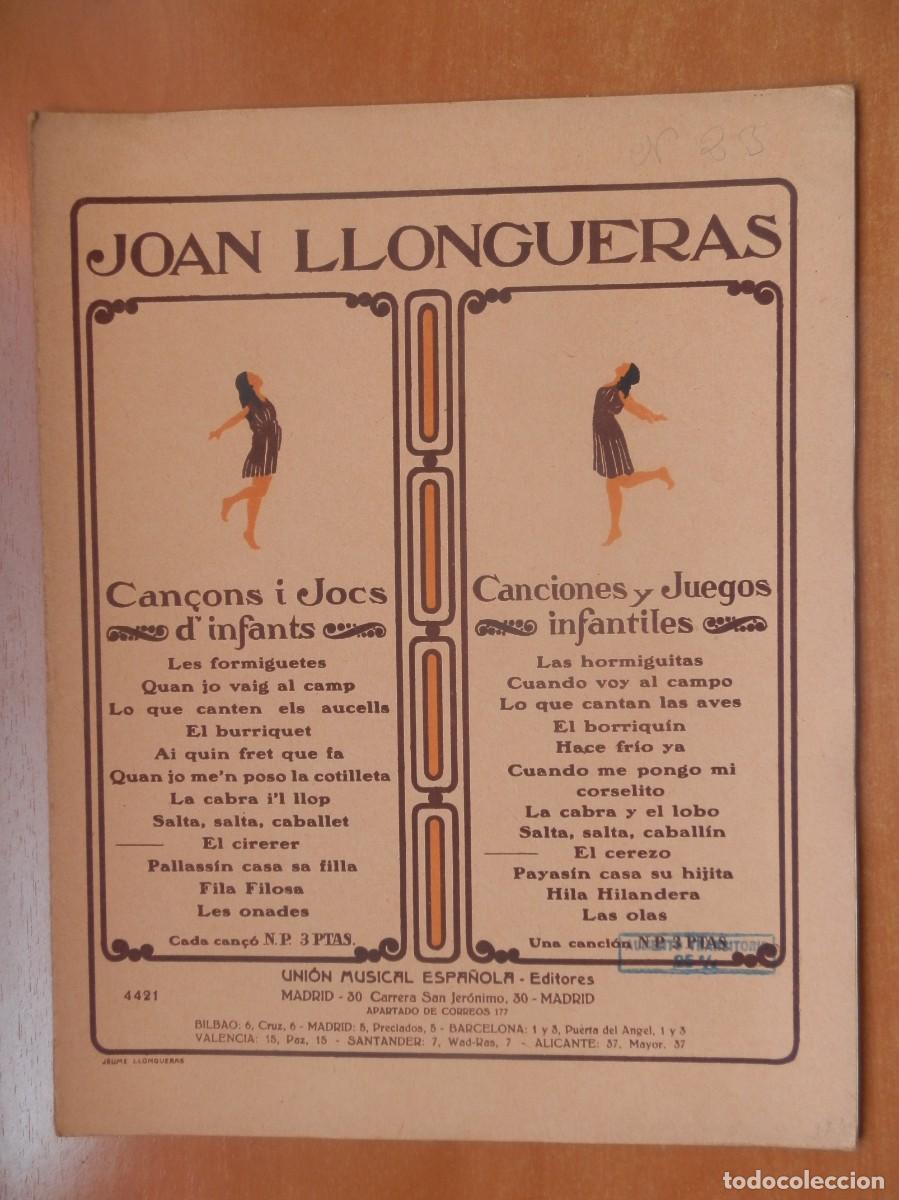 N 23
JOAN LLONGUERAS
Cançons i Jocs
d'infants
Les formiguetes
Quan jo vaig al camp
Lo que canten els aucells
El burriquet
Ai quin fret que fa
Quan jo me'n poso la cotilleta
La cabra i'l llop
Salta, salta, caballet
El cirerer
Pallassín casa sa filla
Fila Filosa
Les onades
Cada cançó N.P. 3 PTAS.
Canciones y Juegos
infantiles
Las hormiguitas
Cuando voy al campo
Lo que cantan las aves
El borriquín
Hace frío ya
Cuando me pongo mi
corselito
La cabra y el lobo
Salta, salta, caballín
El cerezo
Payasín casa su hijita
Hila Hilandera
Las olas
Una canción N.P. 3 PTAS
AUMENTO TRANSITORIO
25 %
UNIÓN MUSICAL ESPAÑOLA - Editores
4421
MADRID - 30 Carrera San Jerónimo, 30 - MADRID
APARTADO DE CORREOS 177
BILBAO: 6, Cruz, 6 - MADRID: 5, Preciados, 5 - BARCELONA: 1 y 3, Puerta del Angel, 1 y 3
VALENCIA: 15, Paz, 15 - SANTANDER: 7, Wad-Ras, 7 - ALICANTE: 37, Mayor, 37
JAUME LLONGUERAS
todocoleccion